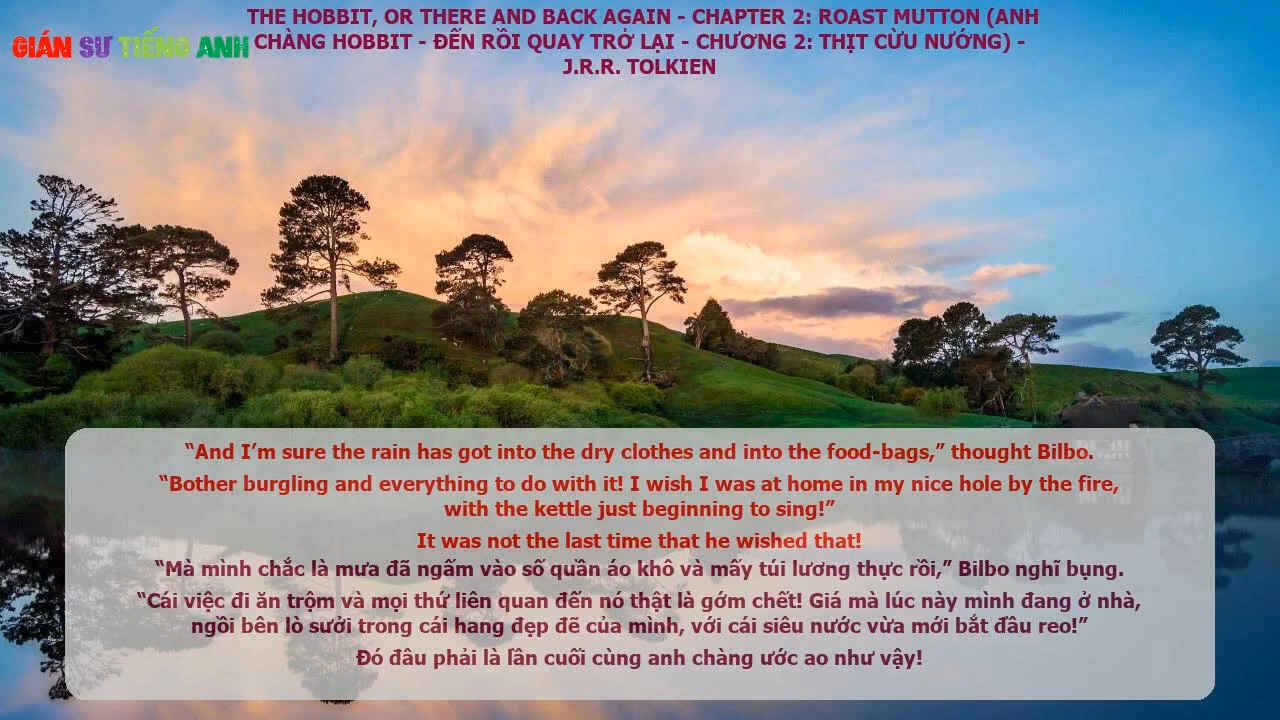 THE HOBBIT, OR THERE AND BACK AGAIN - CHAPTER 2: ROAST MUTTON (ANH
CHÀNG HOBBIT - ĐẾN RỒI QUAY TRỞ LẠI - CHƯƠNG 2: THỊT CỪU NƯỚNG) -
J.R.R. TOLKIEN
GIÁN SƯ TIẾNG ANH
“And I’m sure the rain has got into the dry clothes and into the food-bags,” thought Bilbo.
“Bother burgling and everything to do with it! I wish I was at home in my nice hole by the fire,
with the kettle just beginning to sing!”
It was not the last time that he wished that!
“Mà mình chắc là mưa đã ngấm vào số quần áo khô và mấy túi lương thực rồi,” Bilbo nghĩ bụng.
“Cái việc đi ăn trộm và mọi thứ liên quan đến nó thật là gớm chết! Giá mà lúc này mình đang ở nhà,
ngồi bên lò sưởi trong cái hang đẹp đẽ của mình, với cái siêu nước vừa mới bắt đầu reo!”
Đó đâu phải là lần cuối cùng anh chàng ước ao như vậy!